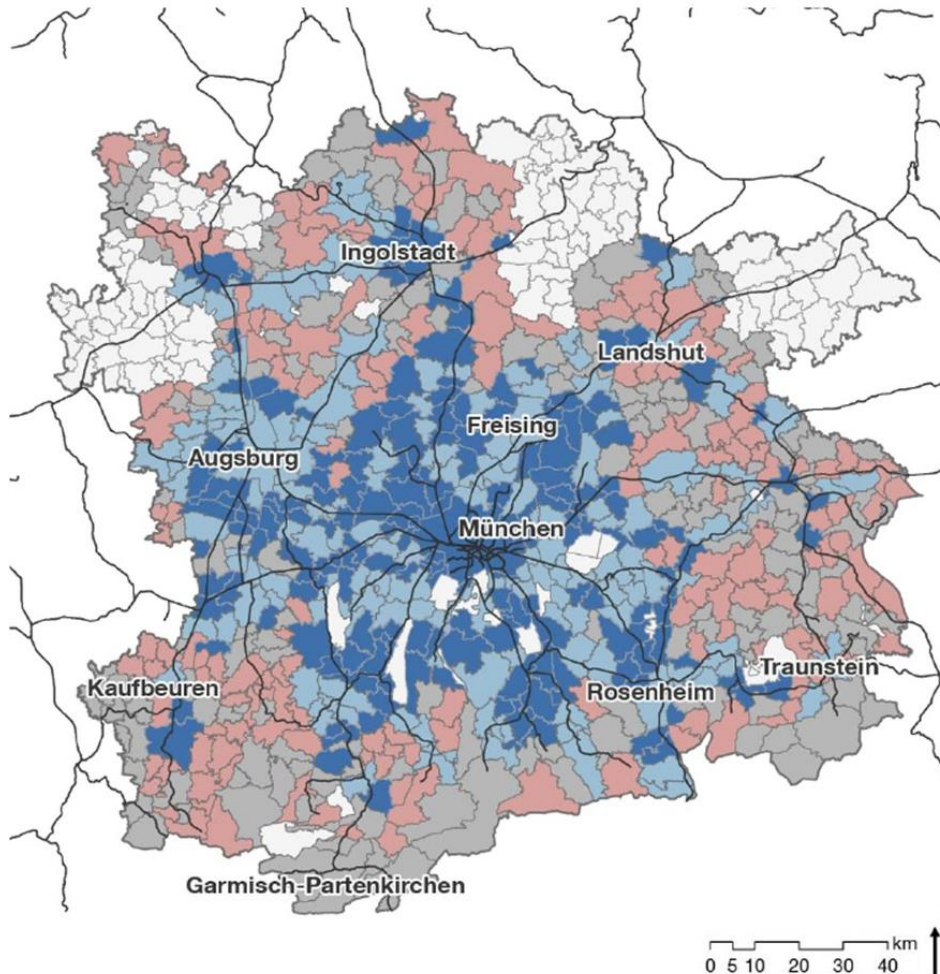 Ingolstadt
Landshut
Freising
Augsburg
München
Traunstein
Kaufbeuren
Rosenheim
Garmisch-Partenkirchen
km
0 5 10 20 30 40